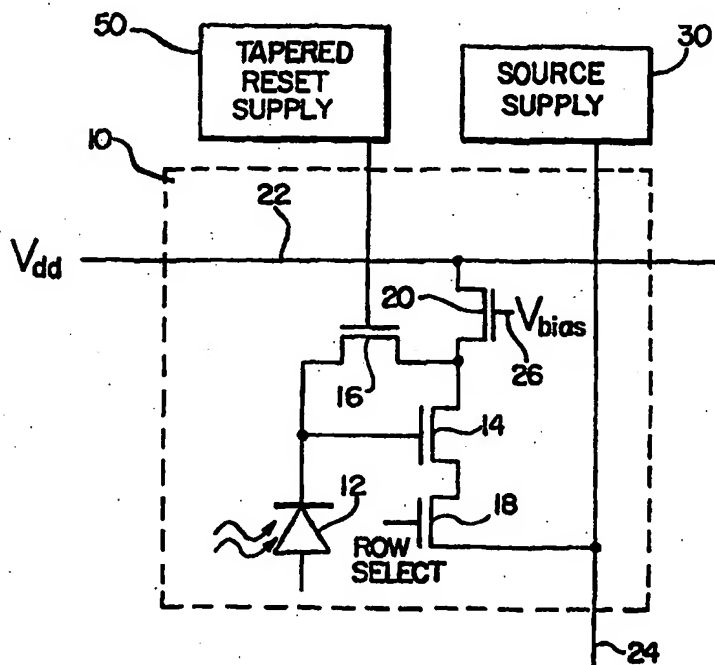 50
TAPERED
RESET
SUPPLY
SOURCE
SUPPLY
30
10
22
Vdd
20
Vbias
26
16
14
12
18
ROW
SELECT
24